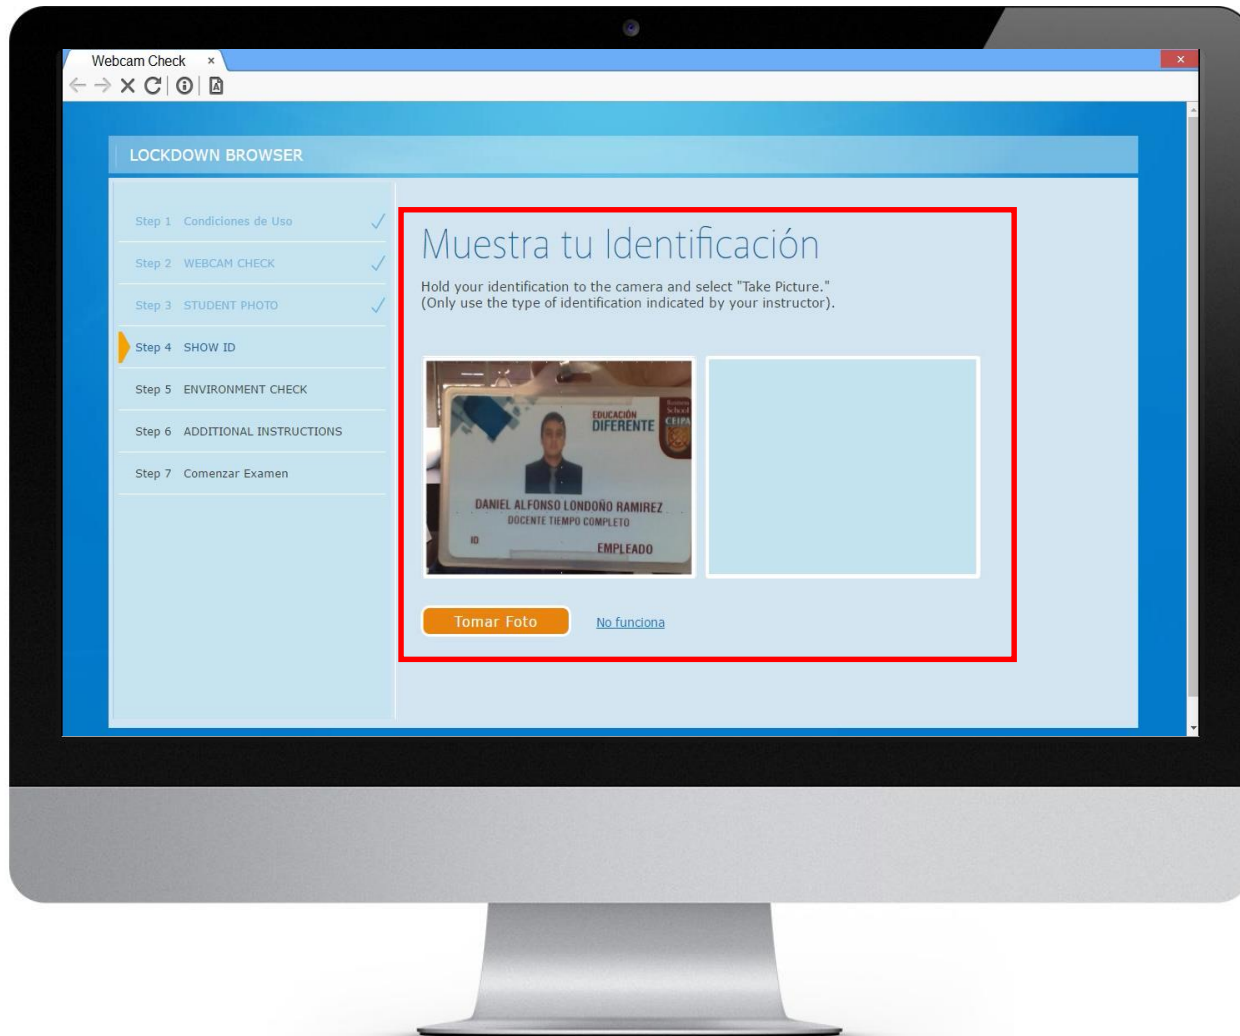 Webcam Check
LOCKDOWN BROWSER
Step 1 Condiciones de Uso
Step 2 WEBCAM CHECK
Step 3 STUDENT PHOTO
Step 4 SHOW ID
Step 5 ENVIRONMENT CHECK
Step 6 ADDITIONAL INSTRUCTIONS
Step 7 Comenzar Examen
Muestra tu Identificación
Hold your identification to the camera and select "Take Picture."
(Only use the type of identification indicated by your instructor).
EDUCACIÓN
DIFERENTE
Business
School
CEIPA
DANIEL ALFONSO LONDOÑO RAMIREZ
DOCENTE TIEMPO COMPLETO
ID
EMPLEADO
Tomar Foto
No funciona